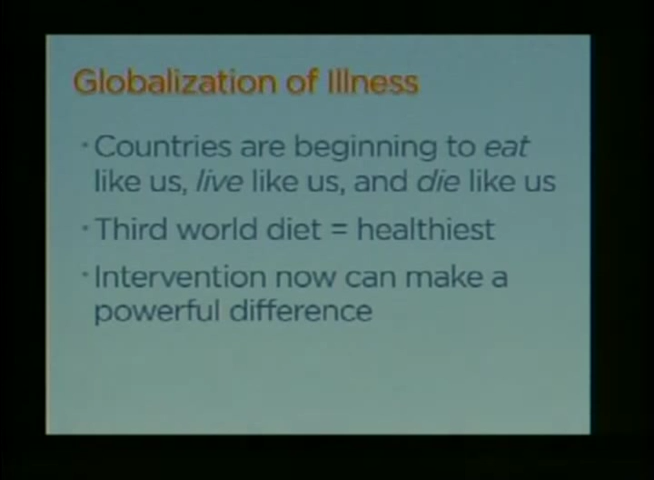 Globalization of Illness
· Countries are beginning to eat
like us, live like us, and die like us
· Third world diet = healthiest
· Intervention now can make a
powerful difference